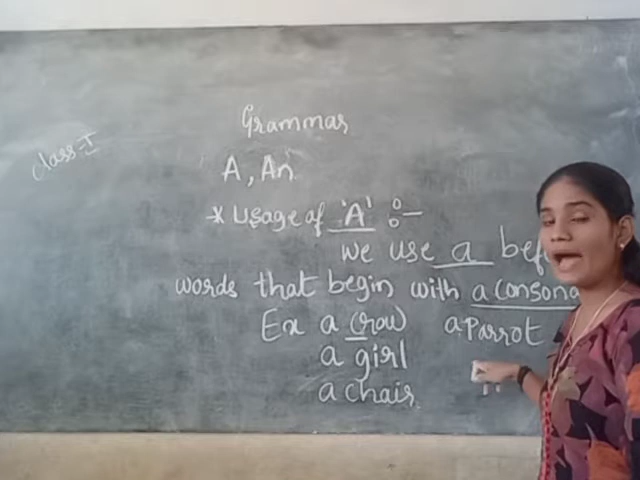 Grammar
class-I
A, An
* Usage of 'A' :-
we use a bef
words that begin with a consona
Ex a crow a parrot
a girl
a chair